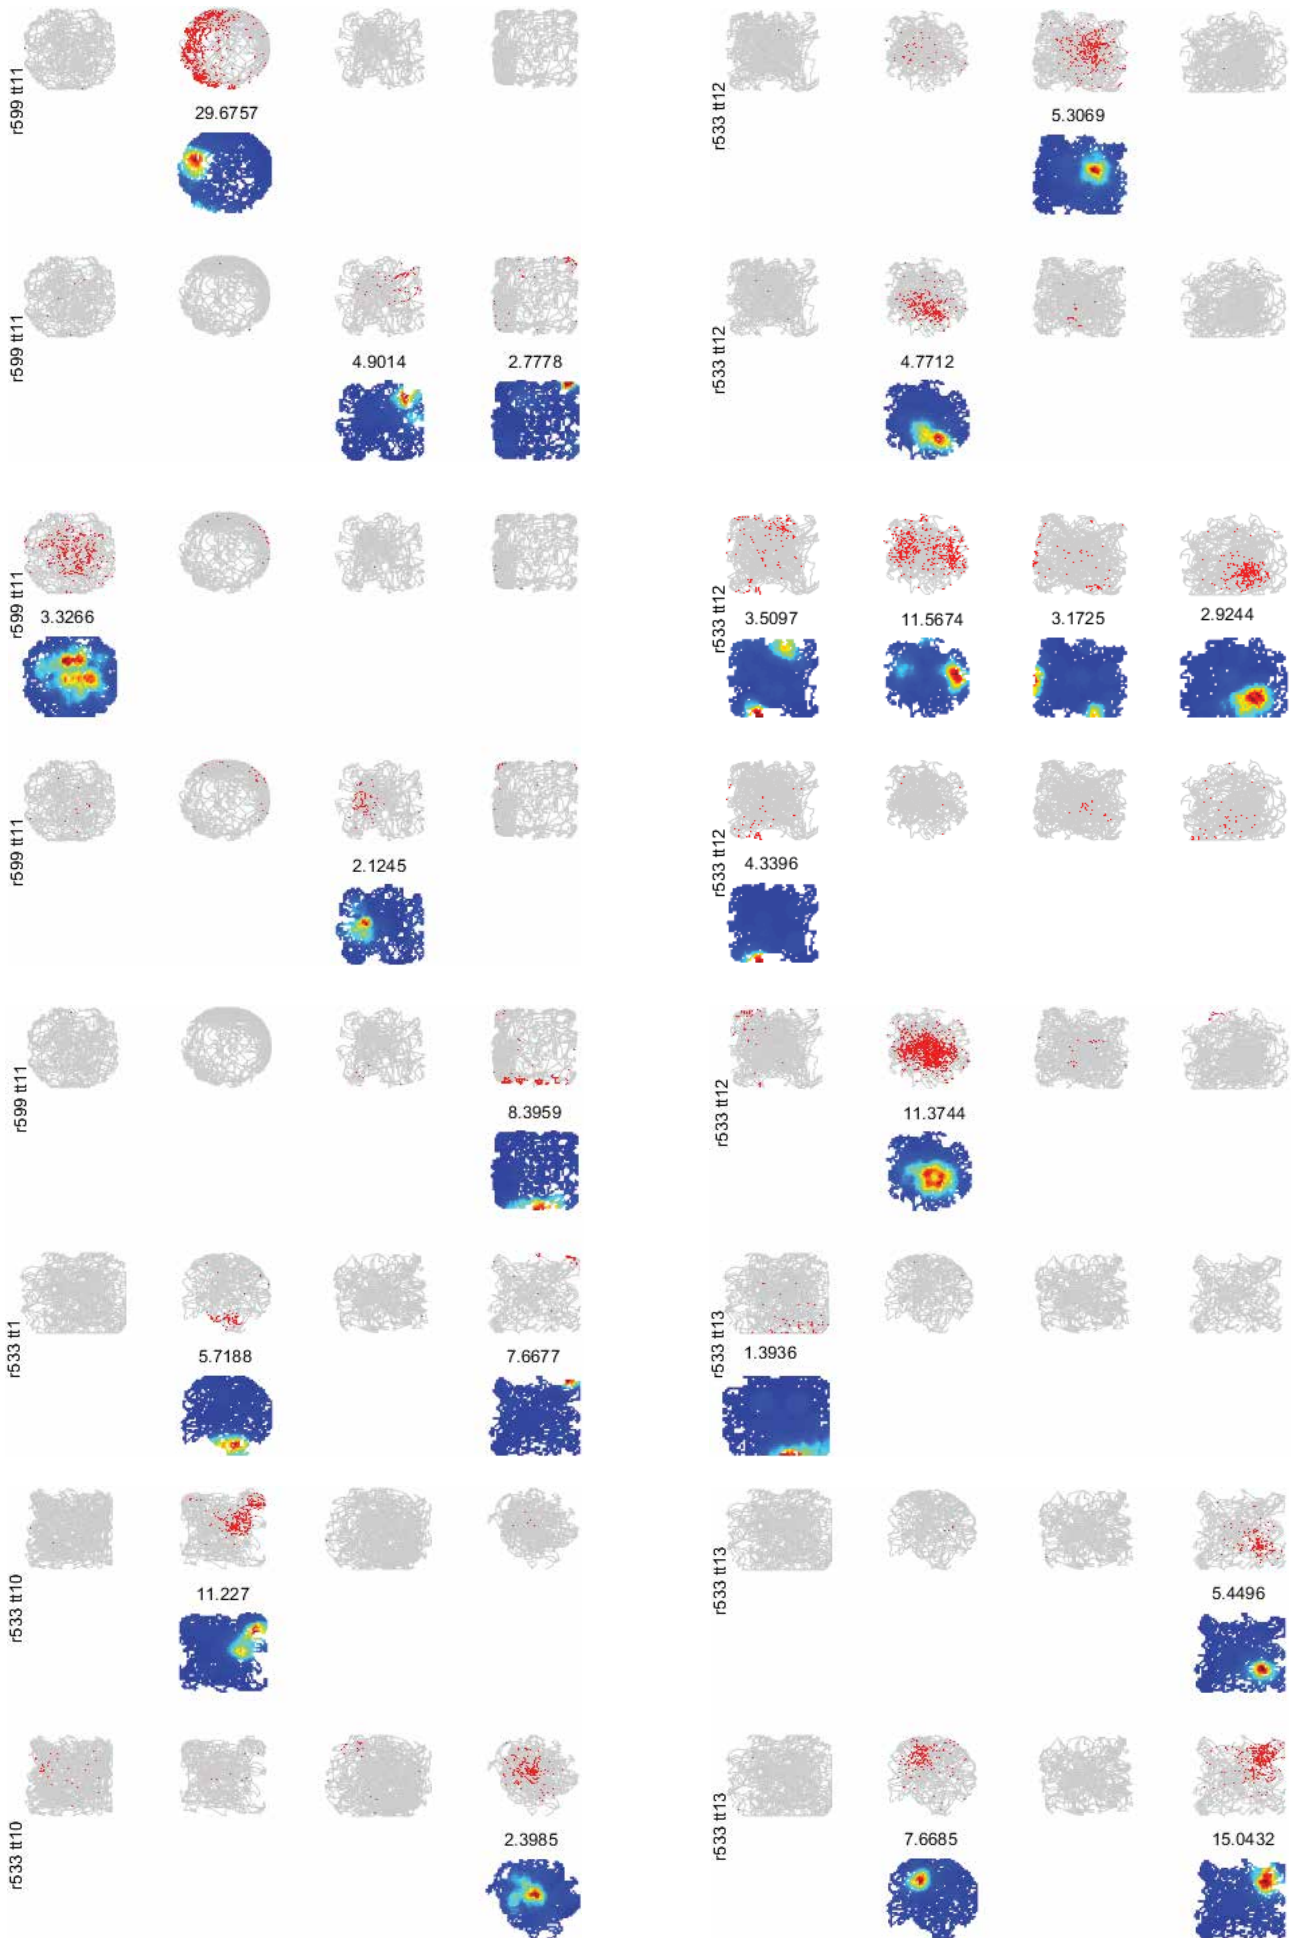 r599 tt11
29.6757
r599 tt11
4.9014 2.7778
r599 tt11
3.3266
r599 tt11
2.1245
r599 tt11
8.3959
r533 tt1
5.7188 7.6677
r533 tt10
11.227
r533 tt10
2.3985
r533 tt12
5.3069
r533 tt12
4.7712
r533 tt12
3.5097 11.5674 3.1725 2.9244
r533 tt12
4.3396
r533 tt12
11.3744
r533 tt13
1.3936
r533 tt13
5.4496
r533 tt13
7.6685 15.0432